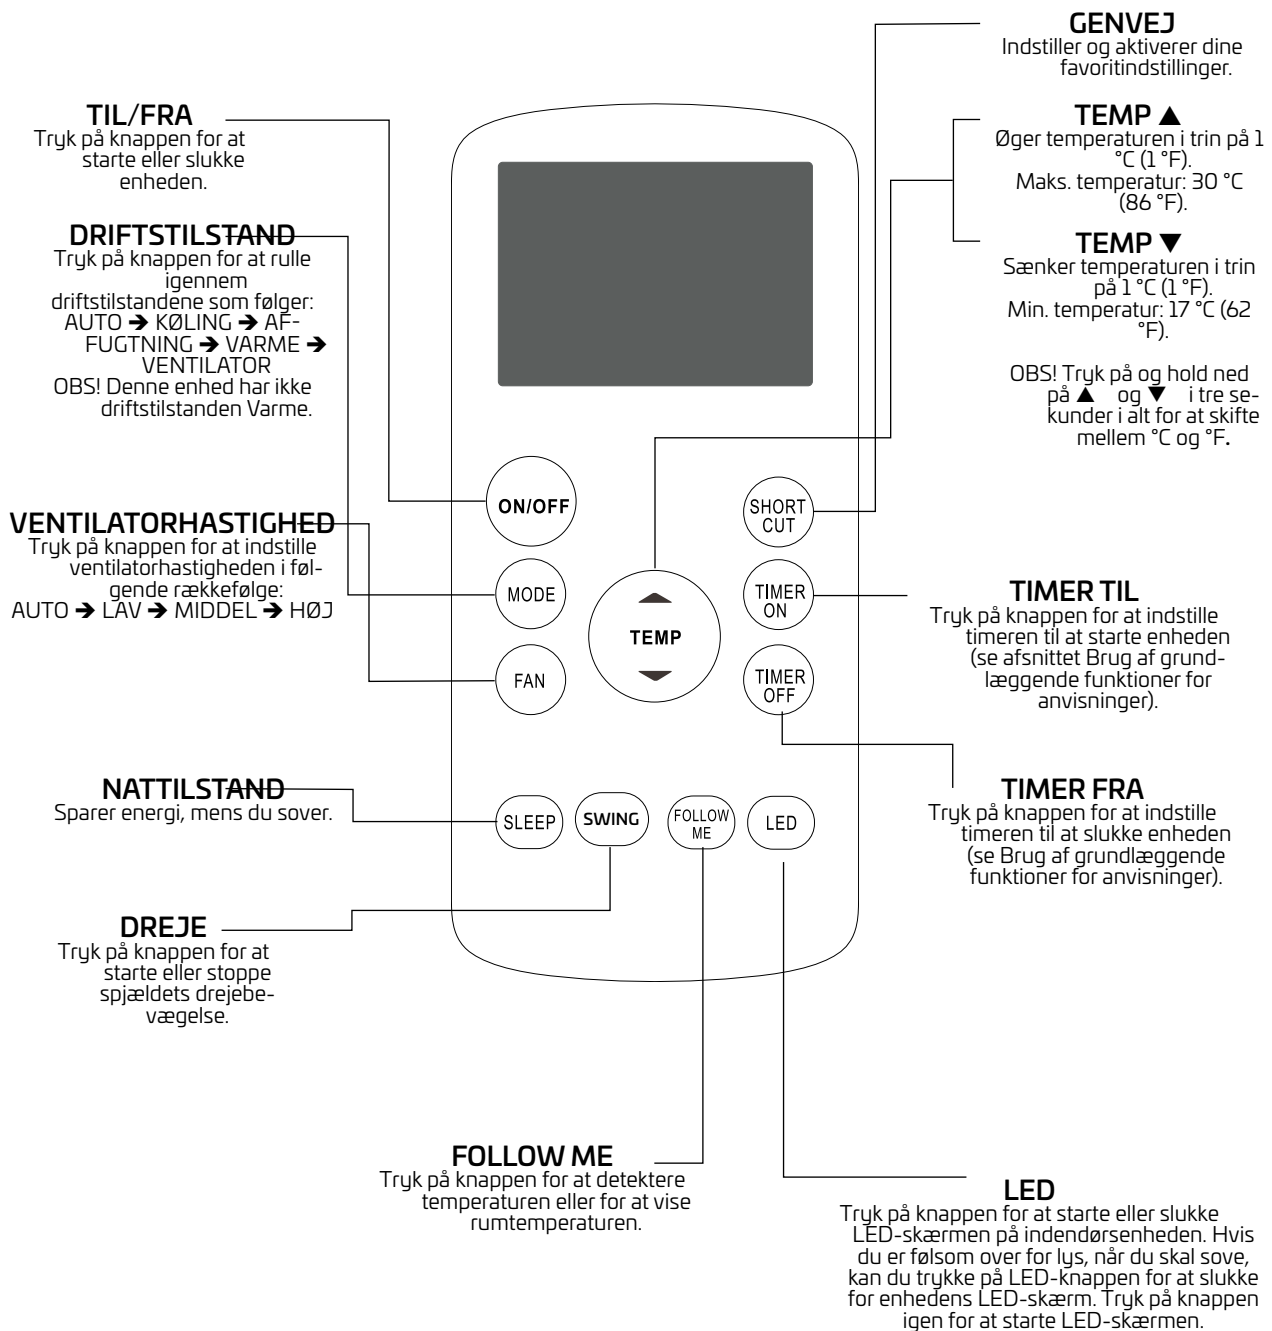 GENVEJ
Indstiller og aktiverer dine
favoritindstillinger.
TIL/FRA
Tryk på knappen for at
starte eller slukke
enheden.
TEMP ▲
Øger temperaturen i trin på 1
°C (1 °F).
Maks. temperatur: 30 °C
(86 °F).
DRIFTSTILSTAND
Tryk på knappen for at rulle
igennem
driftstilstandene som følger:
AUTO ➔ KØLING ➔ AF-
FUGTNING ➔ VARME ➔
VENTILATOR
OBS! Denne enhed har ikke
driftstilstanden Varme.
TEMP ▼
Sænker temperaturen i trin
på 1 °C (1 °F).
Min. temperatur: 17 °C (62
°F).
OBS! Tryk på og hold ned
på ▲ og ▼ i tre se-
kunder i alt for at skifte
mellem °C og °F.
VENTILATORHASTIGHED
Tryk på knappen for at indstille
ventilatorhastigheden i føl-
gende rækkefølge:
AUTO ➔ LAV ➔ MIDDEL ➔ HØJ
ON/OFF
SHORT
CUT
MODE
TEMP
TIMER
ON
FAN
TIMER
OFF
TIMER TIL
Tryk på knappen for at indstille
timeren til at starte enheden
(se afsnittet Brug af grund-
læggende funktioner for
anvisninger).
NATTILSTAND
Sparer energi, mens du sover.
SLEEP
SWING
FOLLOW
ME
LED
TIMER FRA
Tryk på knappen for at indstille
timeren til at slukke enheden
(se Brug af grundlæggende
funktioner for anvisninger).
DREJE
Tryk på knappen for at
starte eller stoppe
spjældets drejebe-
vægelse.
FOLLOW ME
Tryk på knappen for at detektere
temperaturen eller for at vise
rumtemperaturen.
LED
Tryk på knappen for at starte eller slukke
LED-skærmen på indendørsenheden. Hvis
du er følsom over for lys, når du skal sove,
kan du trykke på LED-knappen for at slukke
for enhedens LED-skærm. Tryk på knappen
igen for at starte LED-skærmen.